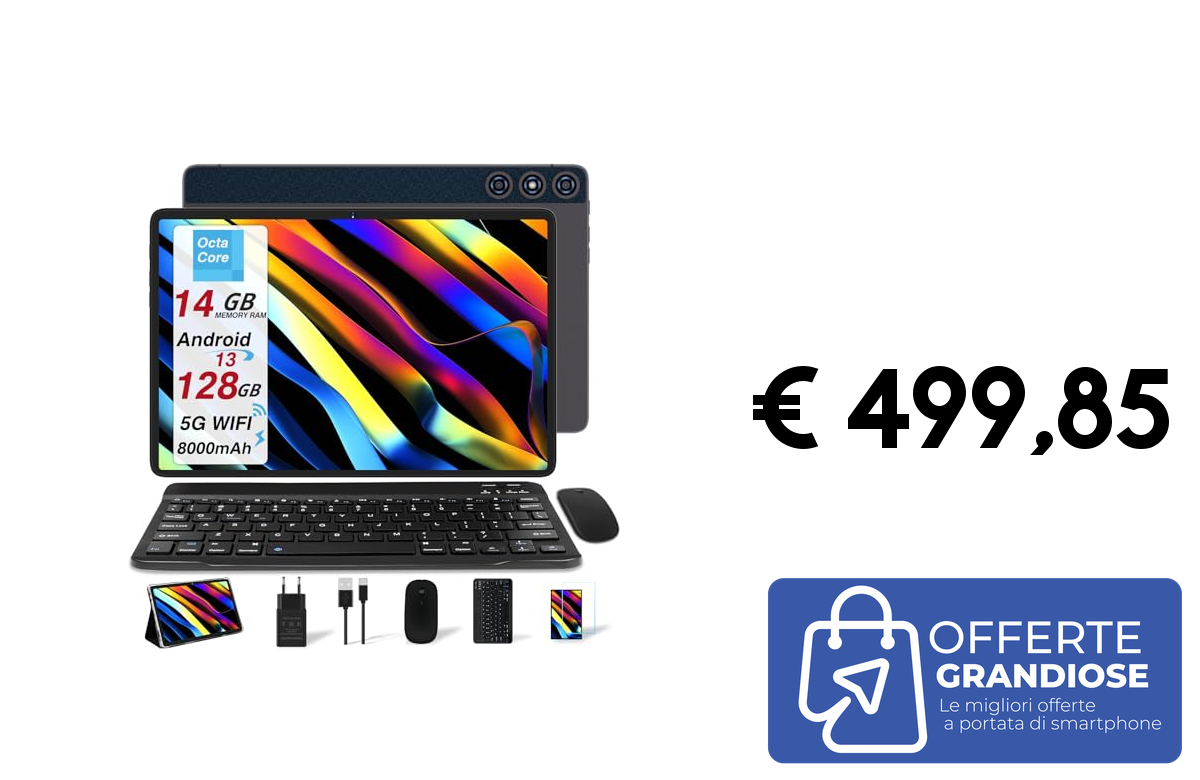 Octa
Core
14 GB
MEMORY RAM
Android
13
128GB
5G WIFI
8000mAh
€ 499,85
OFFERTE
GRANDIOSE
Le migliori offerte
a portata di smartphone